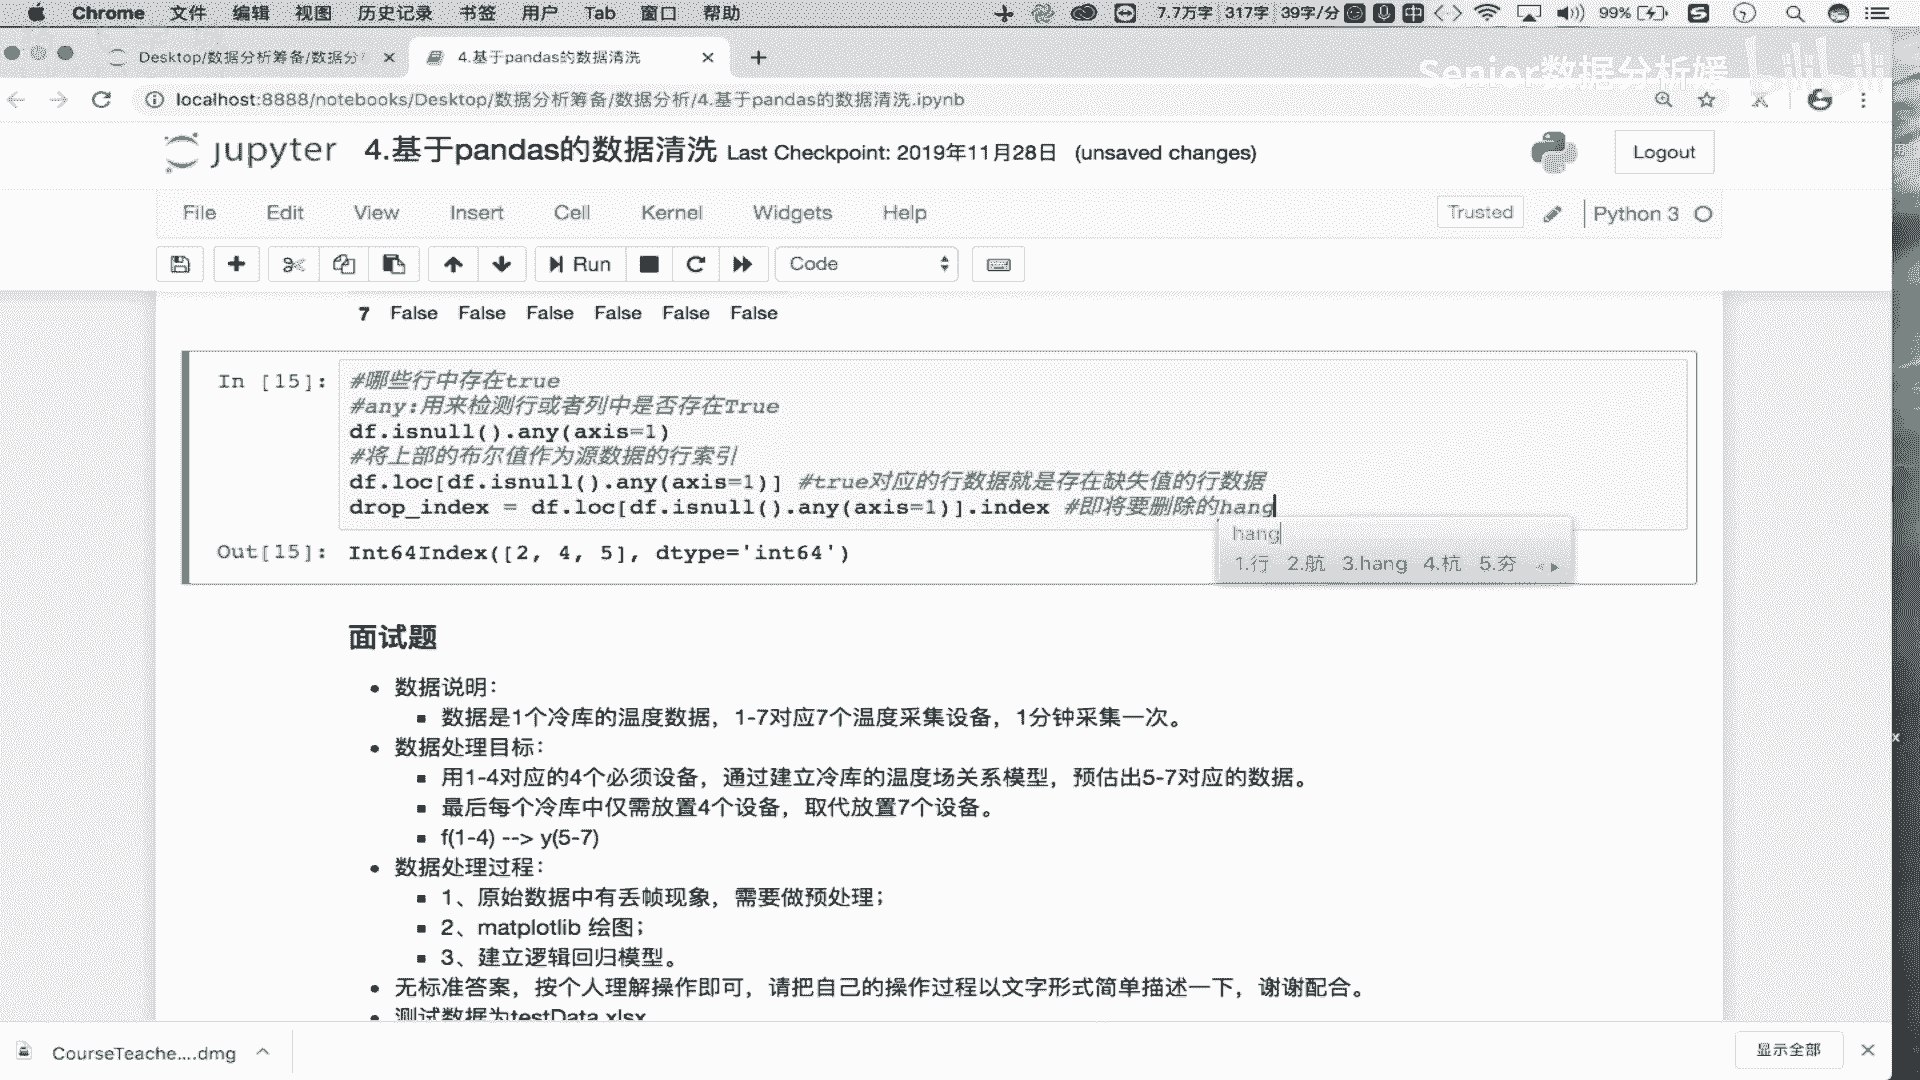 Chrome 文件 编辑 视图 历史记录 书签 用户 Tab 窗口 帮助 7.7万字 317字 39字/分 中 99%
Desktop/数据分析筹备/数据分 4.基于pandas的数据清洗
Senior数据分析媛 bilibili
localhost:8888/notebooks/Desktop/数据分析筹备/数据分析/4.基于pandas的数据清洗.ipynb
jupyter 4.基于pandas的数据清洗 Last Checkpoint: 2019年11月28日 (unsaved changes) Logout
File Edit View Insert Cell Kernel Widgets Help Trusted Python 3
Run Code
7 False False False False False False
In [15]: #哪些行中存在true
#any:用来检测行或者列中是否存在True
df.isnull().any(axis=1)
#将上部的布尔值作为源数据的行索引
df.loc[df.isnull().any(axis=1)] #true对应的行数据就是存在缺失值的行数据
drop_index = df.loc[df.isnull().any(axis=1)].index #即将要删除的hang
hang
1.行 2.航 3.hang 4.杭 5.夯
Out[15]: Int64Index([2, 4, 5], dtype='int64')
面试题
数据说明：
数据是1个冷库的温度数据，1-7对应7个温度采集设备，1分钟采集一次。
数据处理目标：
用1-4对应的4个必须设备，通过建立冷库的温度场关系模型，预估出5-7对应的数据。
最后每个冷库中仅需放置4个设备，取代放置7个设备。
f(1-4) --> y(5-7)
数据处理过程：
1、原始数据中有丢帧现象，需要做预处理；
2、matplotlib 绘图；
3、建立逻辑回归模型。
无标准答案，按个人理解操作即可，请把自己的操作过程以文字形式简单描述一下，谢谢配合。
测试数据为testData.xlsx
CourseTeache....dmg 显示全部